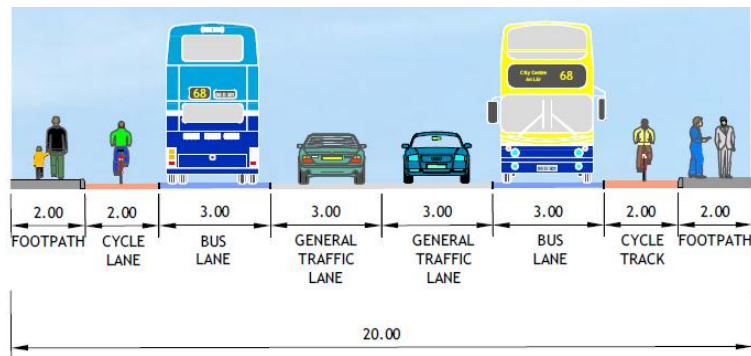 68
City Centre
An Lár 68
2.00 2.00 3.00 3.00 3.00 3.00 2.00 2.00
FOOTPATH CYCLE LANE BUS LANE GENERAL TRAFFIC LANE GENERAL TRAFFIC LANE BUS LANE CYCLE TRACK FOOTPATH
20.00